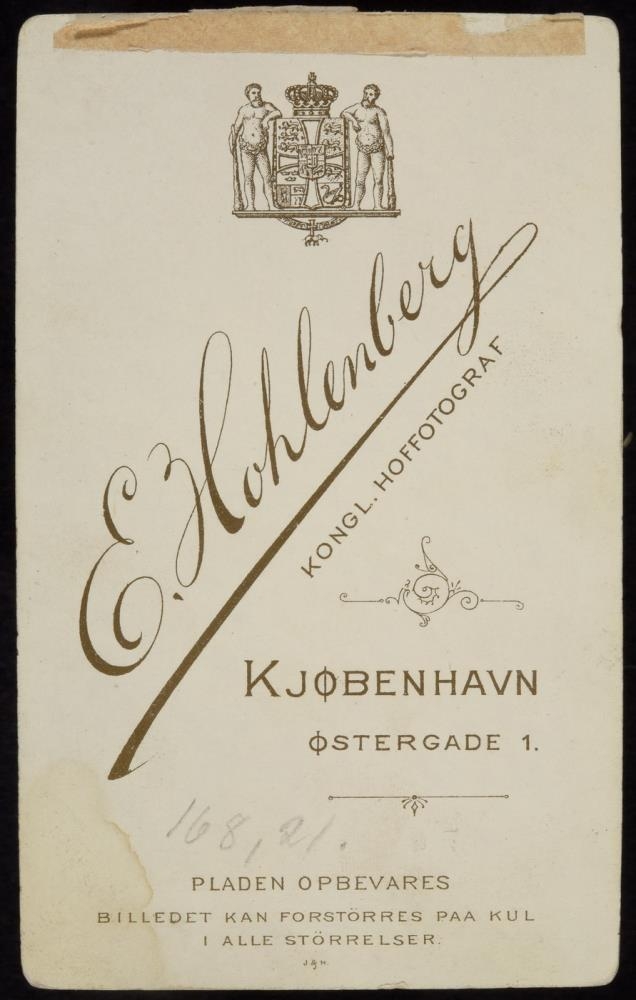 E. Hohlenberg
KONGL. HOFFOTOGRAF
KJØBENHAVN
ØSTERGADE 1.
168, 21.
PLADEN OPBEVARES
BILLEDET KAN FORSTÖRRES PAA KUL
I ALLE STÖRRELSER.
J & H.